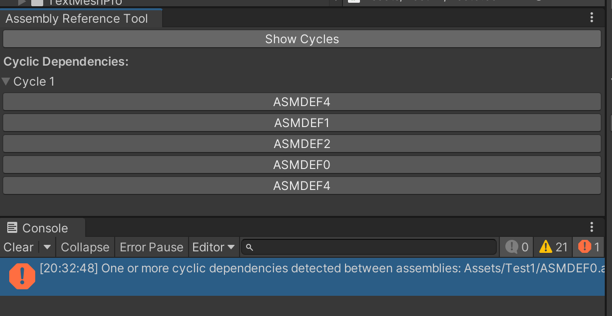 TextMeshPro
Assembly Reference Tool
Show Cycles
Cyclic Dependencies:
Cycle 1
ASMDEF4
ASMDEF1
ASMDEF2
ASMDEF0
ASMDEF4
Console
Clear Collapse Error Pause Editor 0 21 1
[20:32:48] One or more cyclic dependencies detected between assemblies: Assets/Test1/ASMDEF0.a